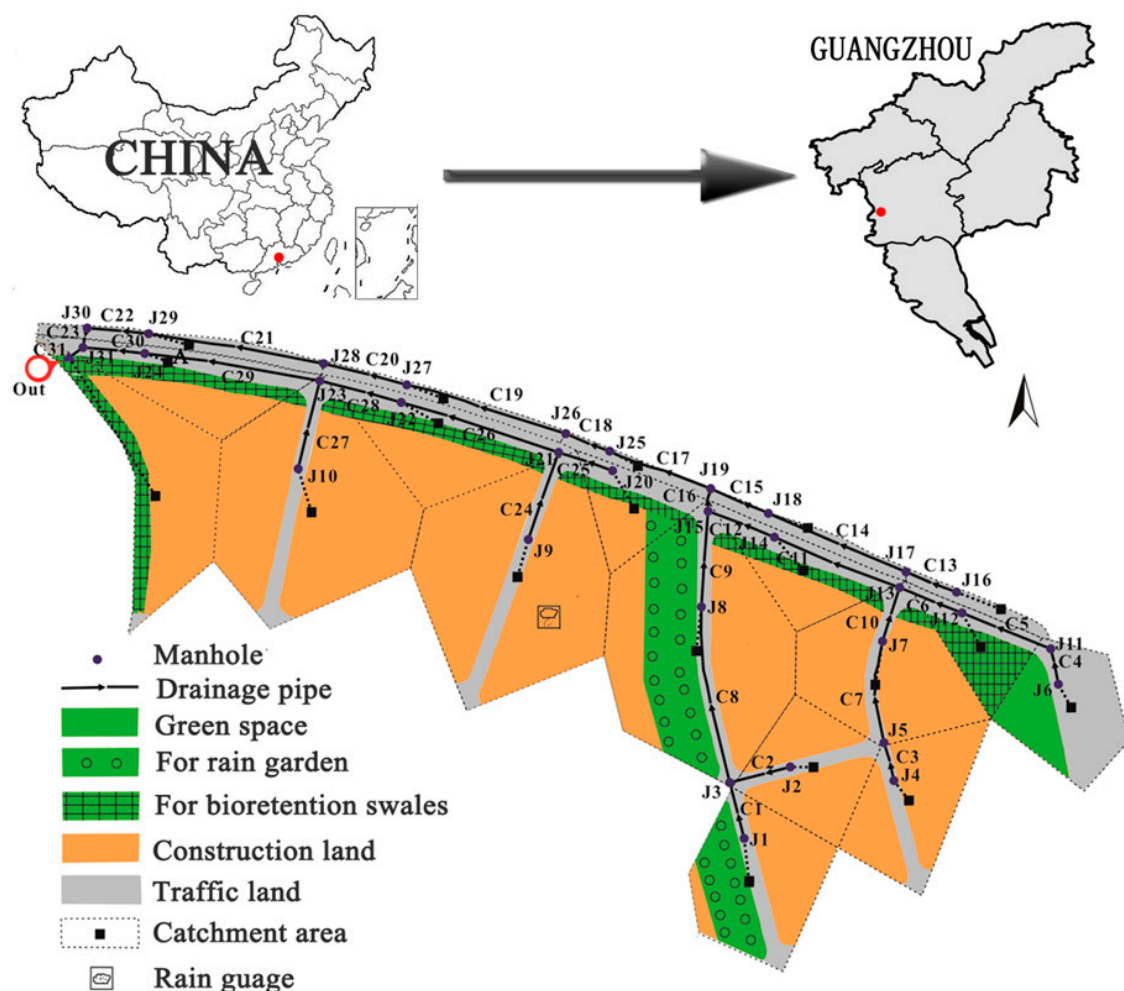 GUANGZHOU
CHINA
J30
C22
J29
C21
C23
C30
A
J28
C20
J27
C31
J31
J24
C29
J23
C19
Out
C28
J22
J26
C18
C26
J25
C27
J21
C17
J19
C25
J20
J10
C16
C15
J18
C24
J15
C12
J14
C14
J9
C11
J17
C9
C13
J16
J13
C6
J8
J12
C10
C5
J7
J11
C4
J6
C7
C8
J5
C2
C3
J3
J2
J4
C1
J1
Manhole
Drainage pipe
Green space
For rain garden
For bioretention swales
Construction land
Traffic land
Catchment area
Rain guage